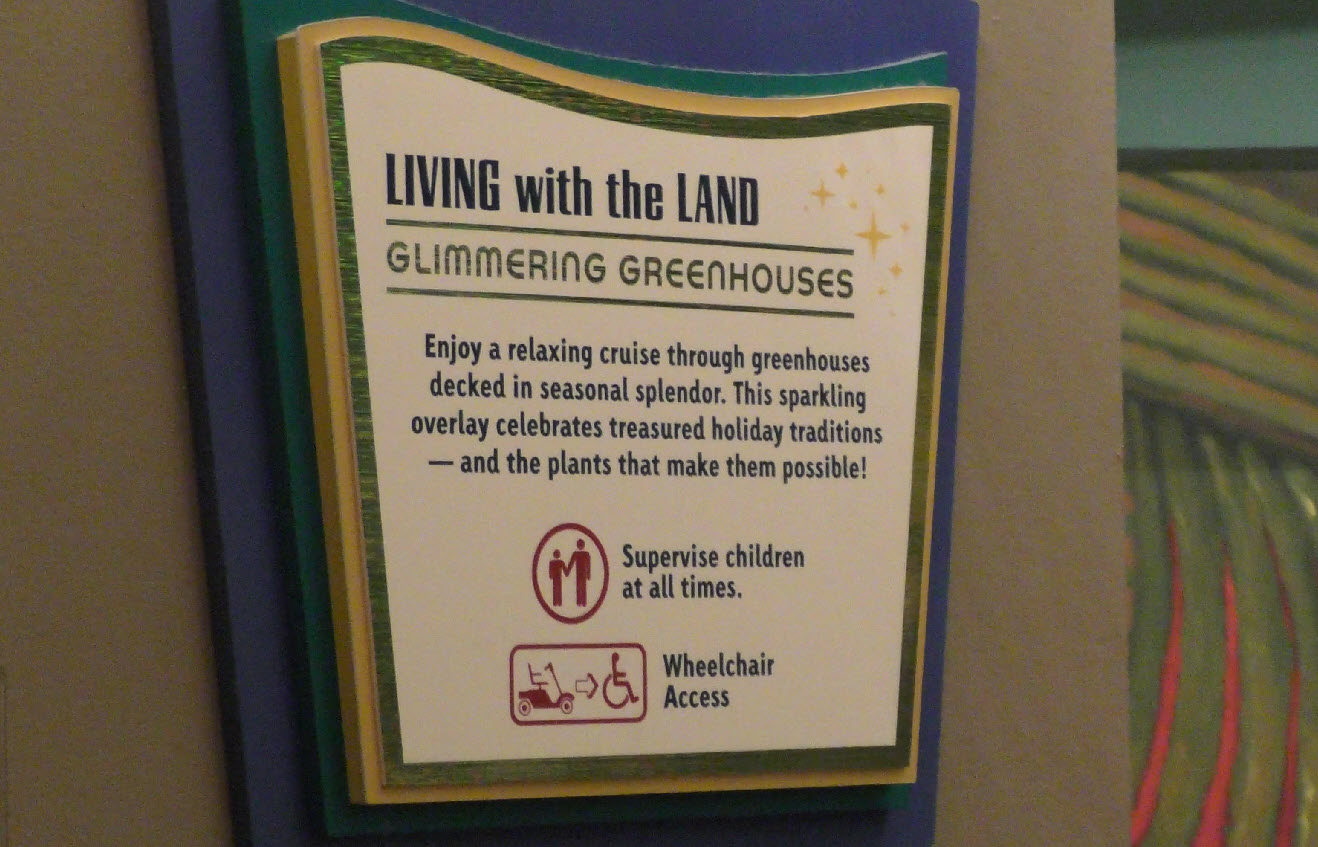 LIVING with the LAND
GLIMMERING GREENHOUSES
Enjoy a relaxing cruise through greenhouses
decked in seasonal splendor. This sparkling
overlay celebrates treasured holiday traditions
— and the plants that make them possible!
Supervise children
at all times.
Wheelchair
Access